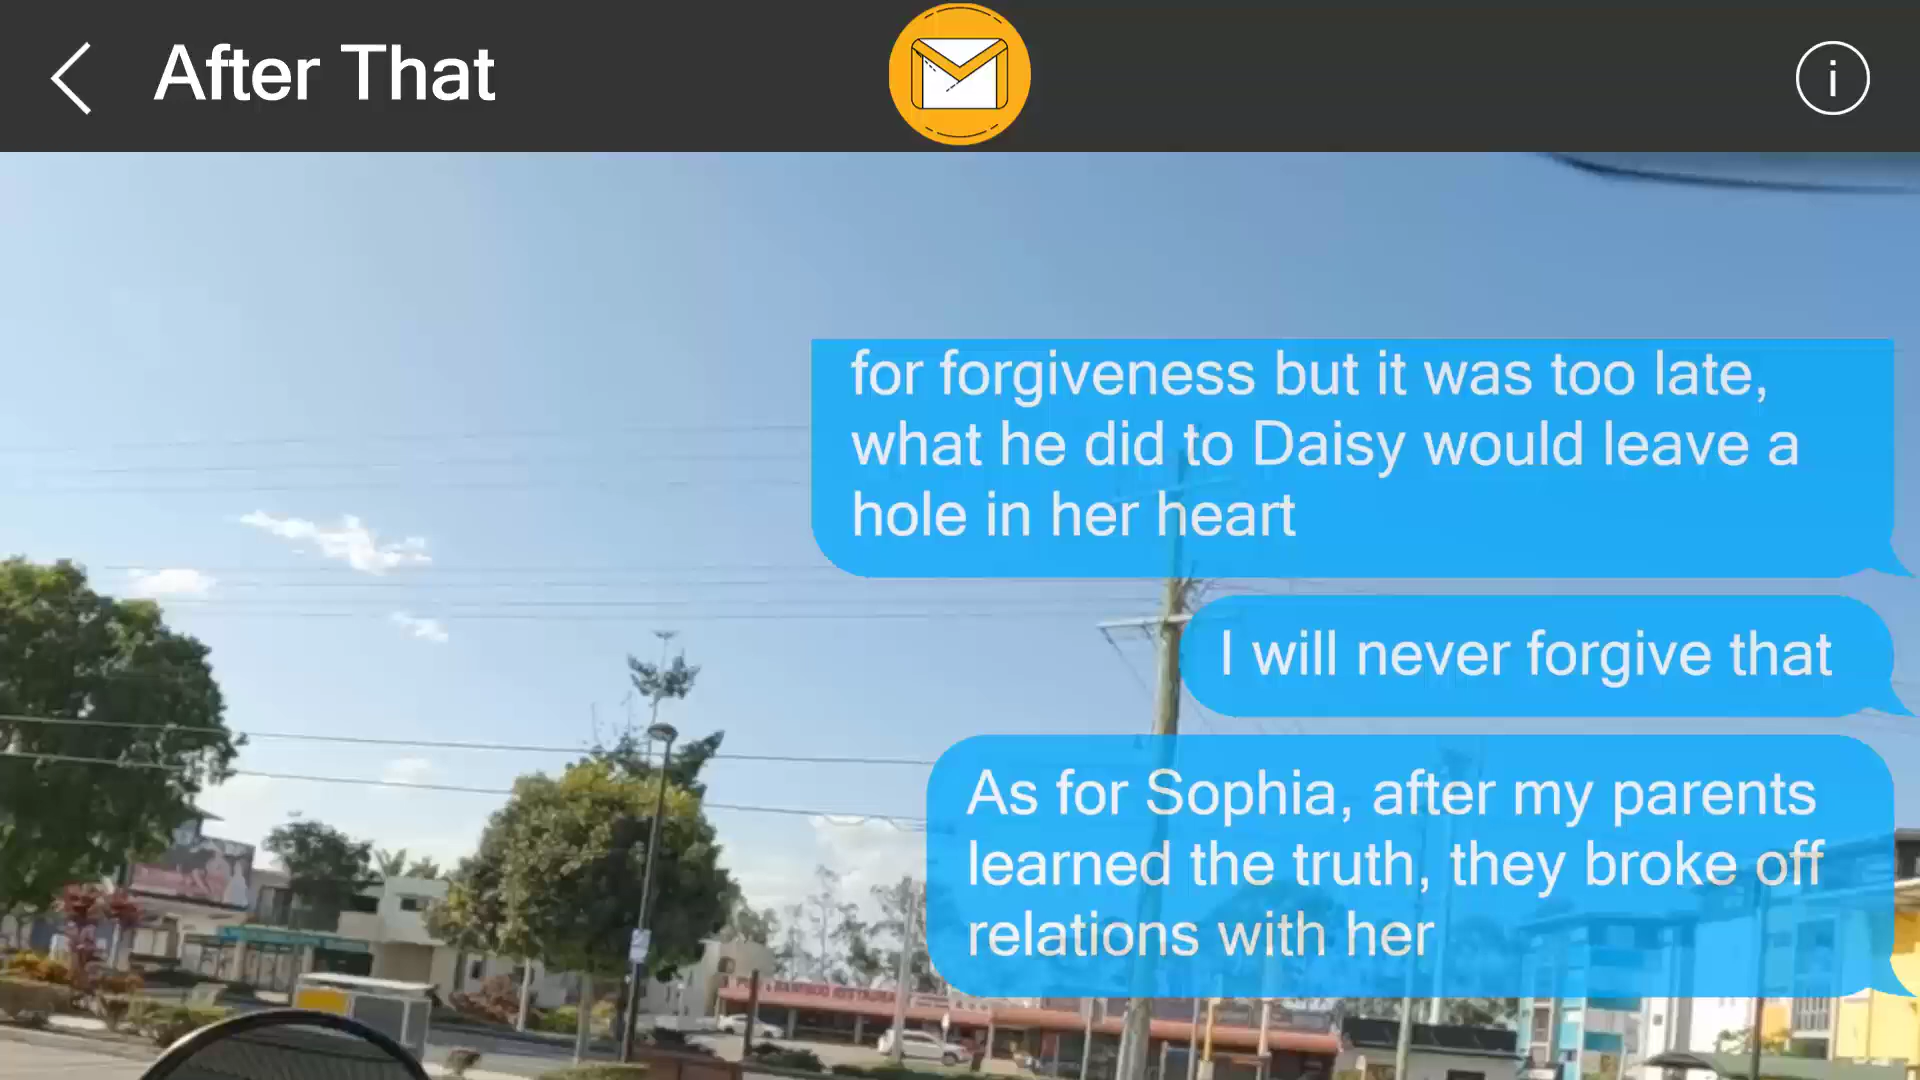 After That
i
for forgiveness but it was too late,
what he did to Daisy would leave a
hole in her heart
I will never forgive that
As for Sophia, after my parents
learned the truth, they broke off
relations with her